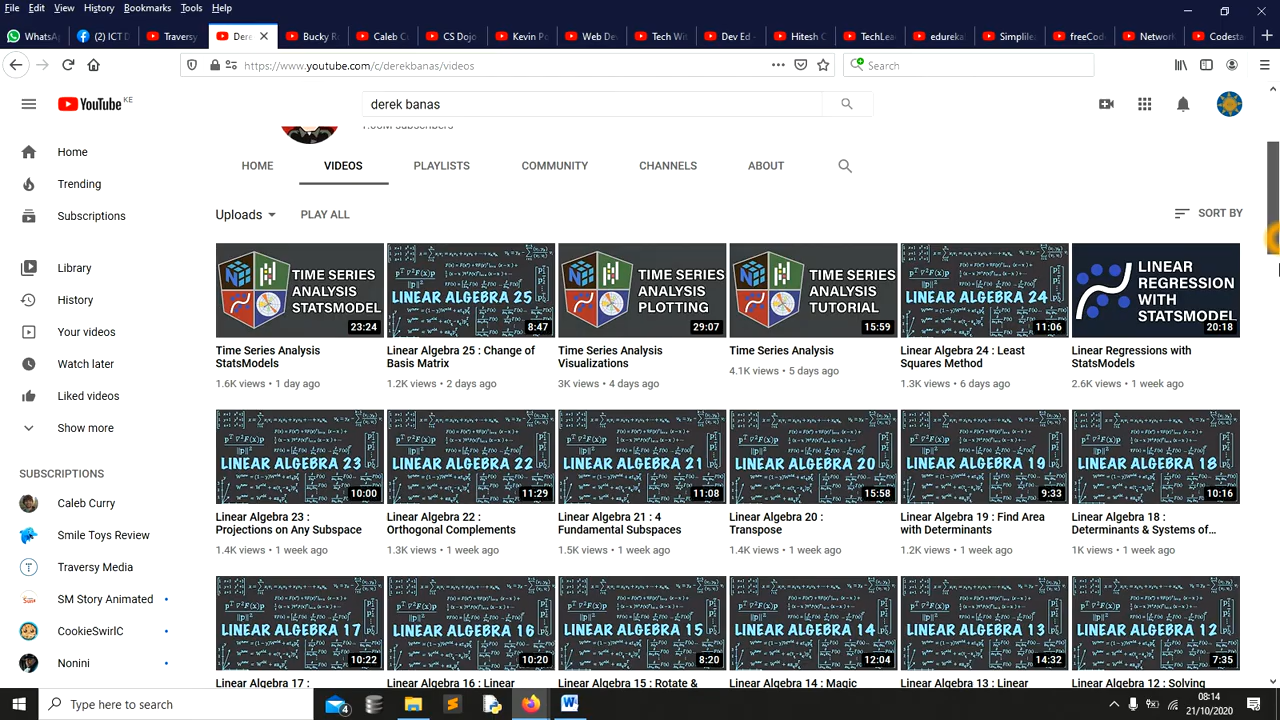 File Edit View History Bookmarks Tools Help
WhatsA (2) ICT D Traversy Dere Bucky Ro Caleb C CS Dojo Kevin Po Web Dev Tech Wit Dev Ed - Hitesh C TechLea edureka Simplile freeCod Network Codesta
https://www.youtube.com/c/derekbanas/videos
Search
YouTube KE
derek banas
Home
Trending
Subscriptions
Library
History
Your videos
Watch later
Liked videos
Show more
SUBSCRIPTIONS
Caleb Curry
Smile Toys Review
Traversy Media
SM Story Animated
CookieSwirlC
Nonini
HOME VIDEOS PLAYLISTS COMMUNITY CHANNELS ABOUT
Uploads PLAY ALL SORT BY
TIME SERIES
ANALYSIS
STATSMODEL
23:24
LINEAR ALGEBRA 25
8:47
TIME SERIES
ANALYSIS
PLOTTING
29:07
TIME SERIES
ANALYSIS
TUTORIAL
15:59
LINEAR ALGEBRA 24
11:06
LINEAR
REGRESSION
WITH
STATSMODEL
20:18
Time Series Analysis
StatsModels
1.6K views • 1 day ago
Linear Algebra 25 : Change of
Basis Matrix
1.2K views • 2 days ago
Time Series Analysis
Visualizations
3K views • 4 days ago
Time Series Analysis
4.1K views • 5 days ago
Linear Algebra 24 : Least
Squares Method
1.3K views • 6 days ago
Linear Regressions with
StatsModels
2.6K views • 1 week ago
LINEAR ALGEBRA 23
10:00
LINEAR ALGEBRA 22
11:29
LINEAR ALGEBRA 21
11:08
LINEAR ALGEBRA 20
15:58
LINEAR ALGEBRA 19
9:33
LINEAR ALGEBRA 18
10:16
Linear Algebra 23 :
Projections on Any Subspace
1.4K views • 1 week ago
Linear Algebra 22 :
Orthogonal Complements
1.3K views • 1 week ago
Linear Algebra 21 : 4
Fundamental Subspaces
1.5K views • 1 week ago
Linear Algebra 20 :
Transpose
1.4K views • 1 week ago
Linear Algebra 19 : Find Area
with Determinants
1.2K views • 1 week ago
Linear Algebra 18 :
Determinants & Systems of...
1K views • 1 week ago
LINEAR ALGEBRA 17
10:22
LINEAR ALGEBRA 16
10:20
LINEAR ALGEBRA 15
8:20
LINEAR ALGEBRA 14
12:04
LINEAR ALGEBRA 13
14:32
LINEAR ALGEBRA 12
7:35
Linear Algebra 17 :
Linear Algebra 16 : Linear
Linear Algebra 15 : Rotate &
Linear Algebra 14 : Magic
Linear Algebra 13 : Linear
Linear Algebra 12 : Solving
Type here to search
4
08:14
21/10/2020